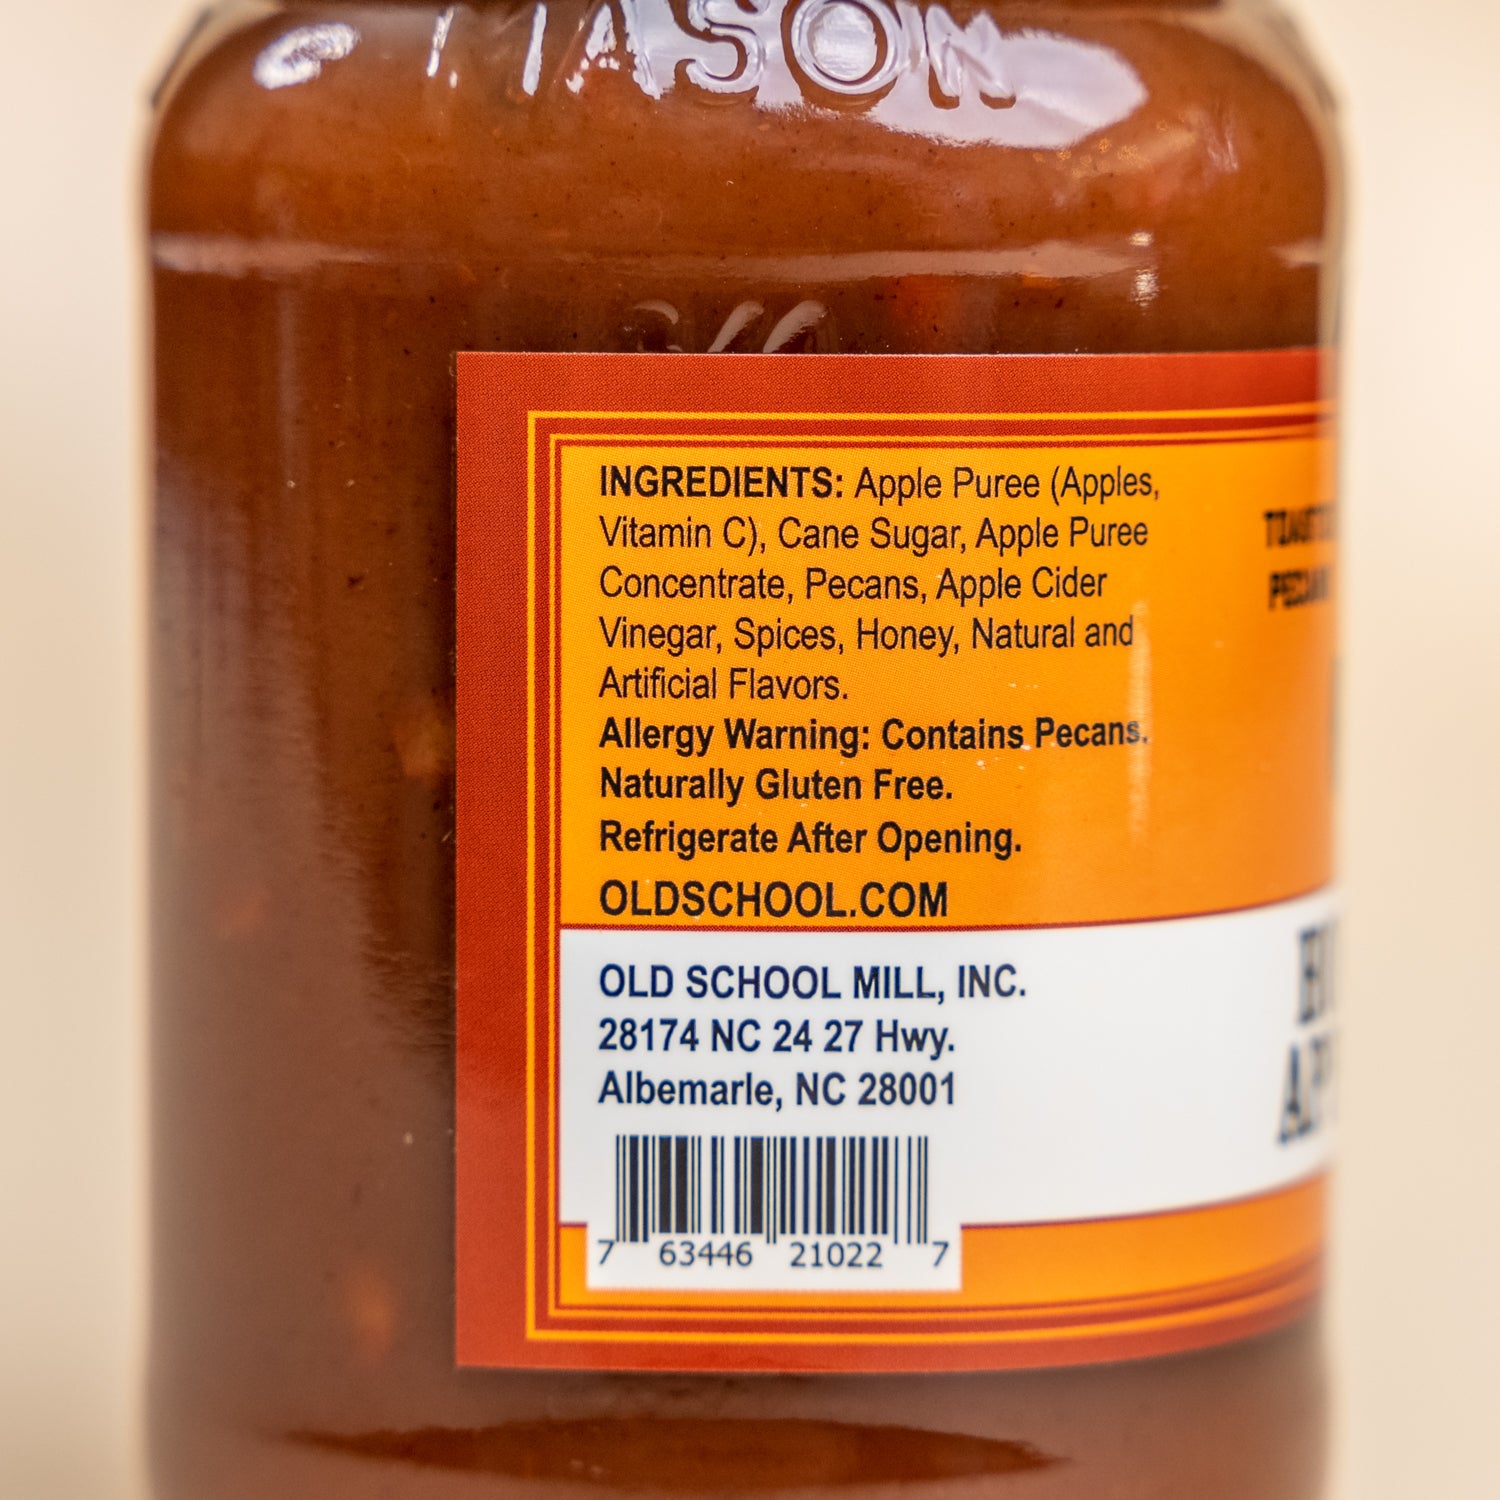 MASON
INGREDIENTS: Apple Puree (Apples,
Vitamin C), Cane Sugar, Apple Puree
Concentrate, Pecans, Apple Cider
Vinegar, Spices, Honey, Natural and
Artificial Flavors.
Allergy Warning: Contains Pecans.
Naturally Gluten Free.
Refrigerate After Opening.
OLDSCHOOL.COM
OLD SCHOOL MILL, INC.
28174 NC 24 27 Hwy.
Albemarle, NC 28001
7 63446 21022 7